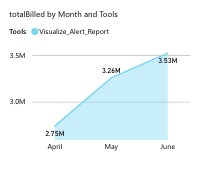 totalBilled by Month and Tools
Tools Visualize_Alert_Report
3.5M
3.53M
3.26M
3.0M
2.75M
April May June